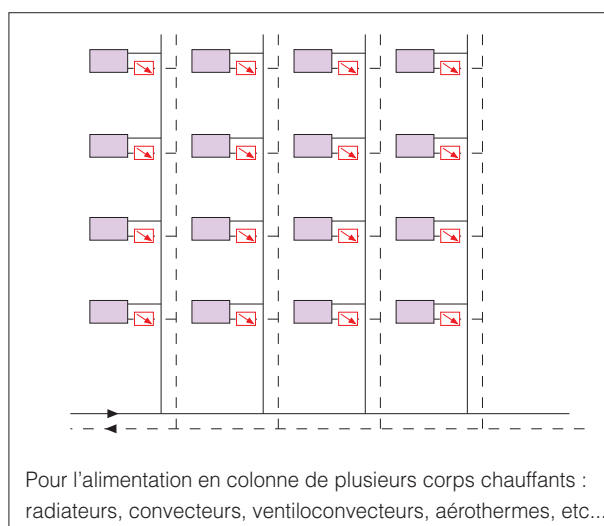 Pour l'alimentation en colonne de plusieurs corps chauffants :
radiateurs, convecteurs, ventiloconvecteurs, aérothermes, etc...